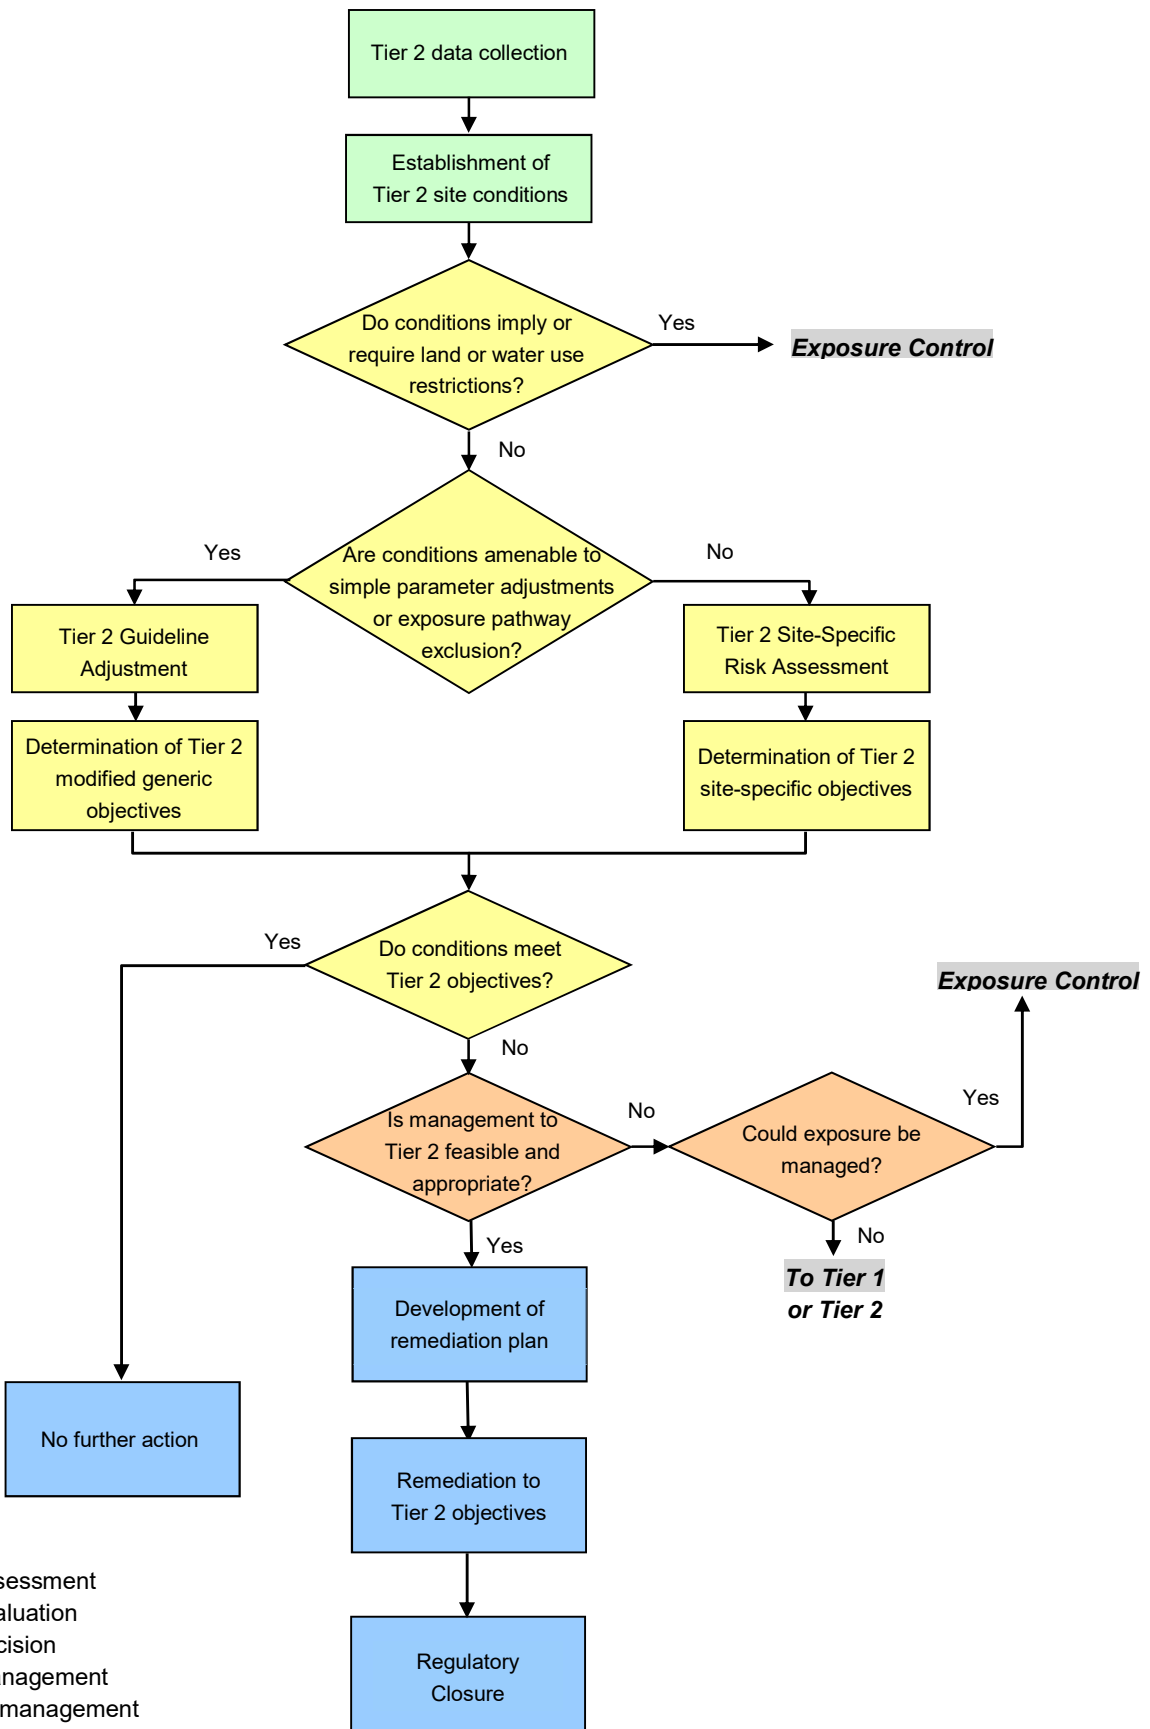 Tier 2 data collection
Establishment of
Tier 2 site conditions
Do conditions imply or
require land or water use
restrictions?
Yes
Exposure Control
No
Are conditions amenable to
simple parameter adjustments
or exposure pathway
exclusion?
Yes
No
Tier 2 Guideline
Adjustment
Tier 2 Site-Specific
Risk Assessment
Determination of Tier 2
modified generic
objectives
Determination of Tier 2
site-specific objectives
Do conditions meet
Tier 2 objectives?
Yes
No
Exposure Control
Is management to
Tier 2 feasible and
appropriate?
No
Could exposure be
managed?
Yes
No
To Tier 1
or Tier 2
Yes
Development of
remediation plan
No further action
Remediation to
Tier 2 objectives
Regulatory
Closure
sessment
aluation
cision
nagement
management